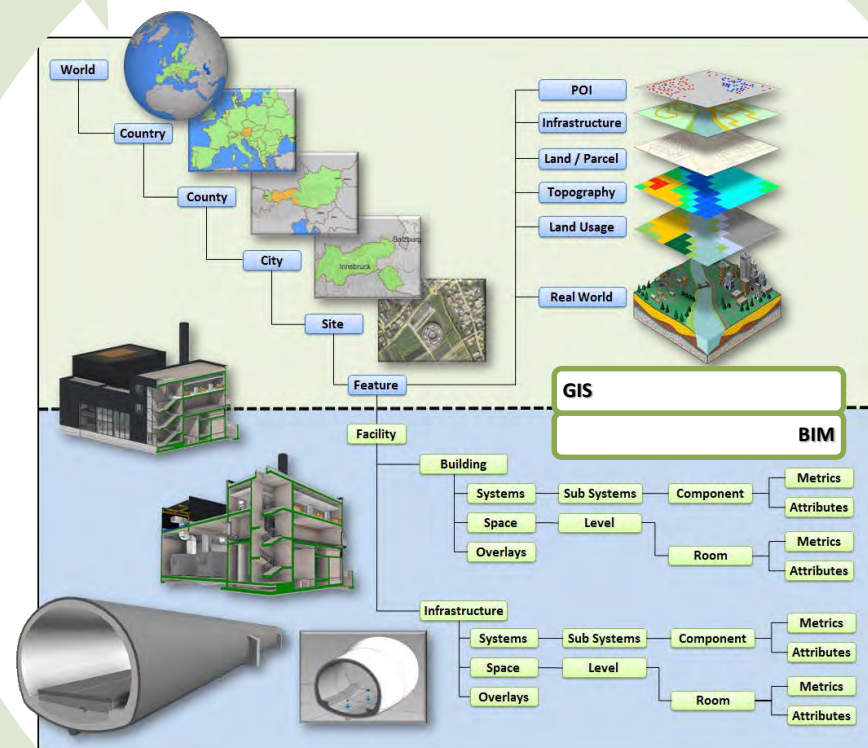 World
Country
County
City
Site
Feature
POI
Infrastructure
Land / Parcel
Topography
Land Usage
Real World
Salzburg
Innsbruck
GIS
BIM
Facility
Building
Systems
Sub Systems
Component
Metrics
Attributes
Space
Level
Overlays
Room
Metrics
Attributes
Infrastructure
Systems
Sub Systems
Component
Metrics
Attributes
Space
Level
Overlays
Room
Metrics
Attributes